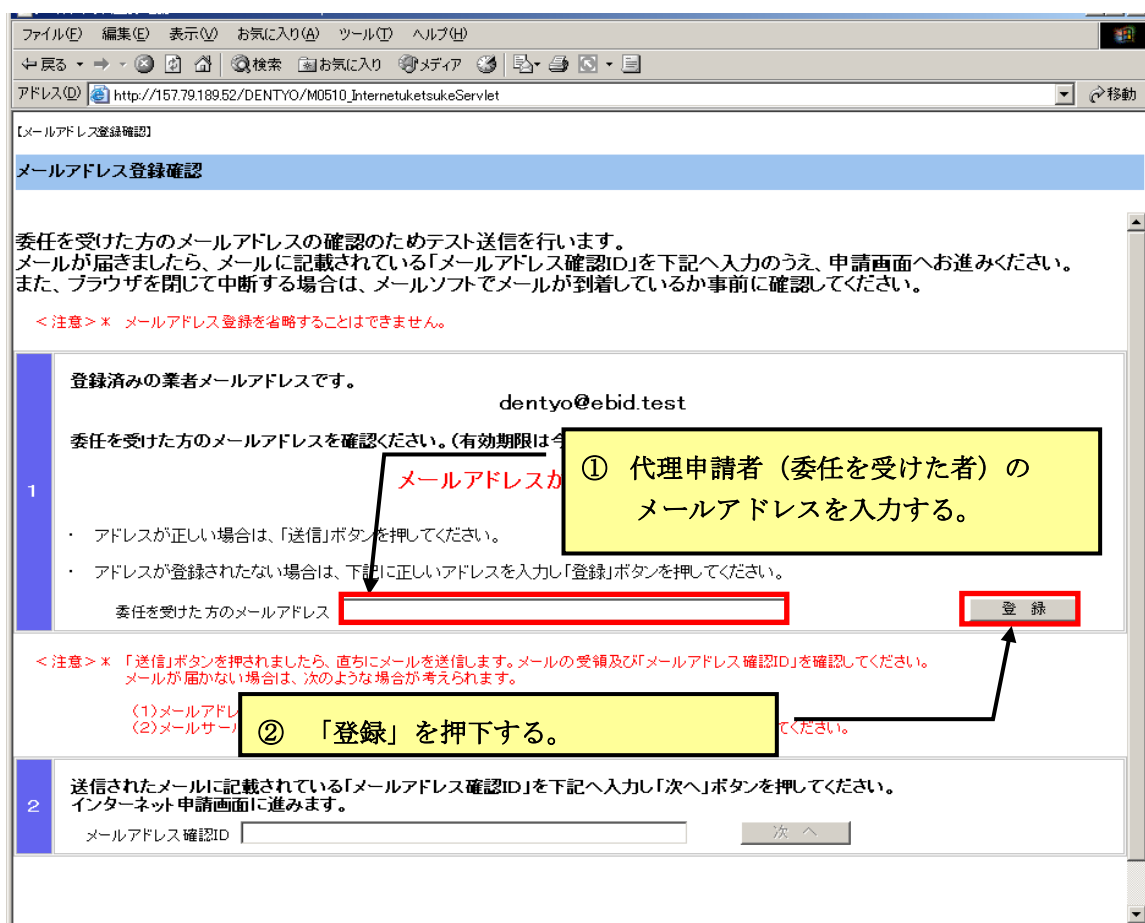 ファイル(F) 編集(E) 表示(V) お気に入り(A) ツール(T) ヘルプ(H)
戻る 検索 お気に入り メディア
アドレス(D) http://157.79.189.52/DENTYO/M0510_InternetuketsukeServlet 移動
【メールアドレス登録確認】
メールアドレス登録確認
委任を受けた方のメールアドレスの確認のためテスト送信を行います。
メールが届きましたら、メールに記載されている「メールアドレス確認ID」を下記へ入力のうえ、申請画面へお進みください。
また、ブラウザを閉じて中断する場合は、メールソフトでメールが到着しているか事前に確認してください。
<注意>* メールアドレス登録を省略することはできません。
1
登録済みの業者メールアドレスです。
dentyo@ebid.test
委任を受けた方のメールアドレスを確認ください。(有効期限は今
メールアドレスが
① 代理申請者(委任を受けた者)の
メールアドレスを入力する。
・ アドレスが正しい場合は、「送信」ボタンを押してください。
・ アドレスが登録されたない場合は、下記に正しいアドレスを入力し「登録」ボタンを押してください。
委任を受けた方のメールアドレス 登 録
<注意>* 「送信」ボタンを押されましたら、直ちにメールを送信します。メールの受領及び「メールアドレス確認ID」を確認してください。
メールが届かない場合は、次のような場合が考えられます。
(1)メールアドレ
(2)メールサー てください。
② 「登録」を押下する。
2
送信されたメールに記載されている「メールアドレス確認ID」を下記へ入力し「次へ」ボタンを押してください。
インターネット申請画面に進みます。
メールアドレス確認ID 次 へ